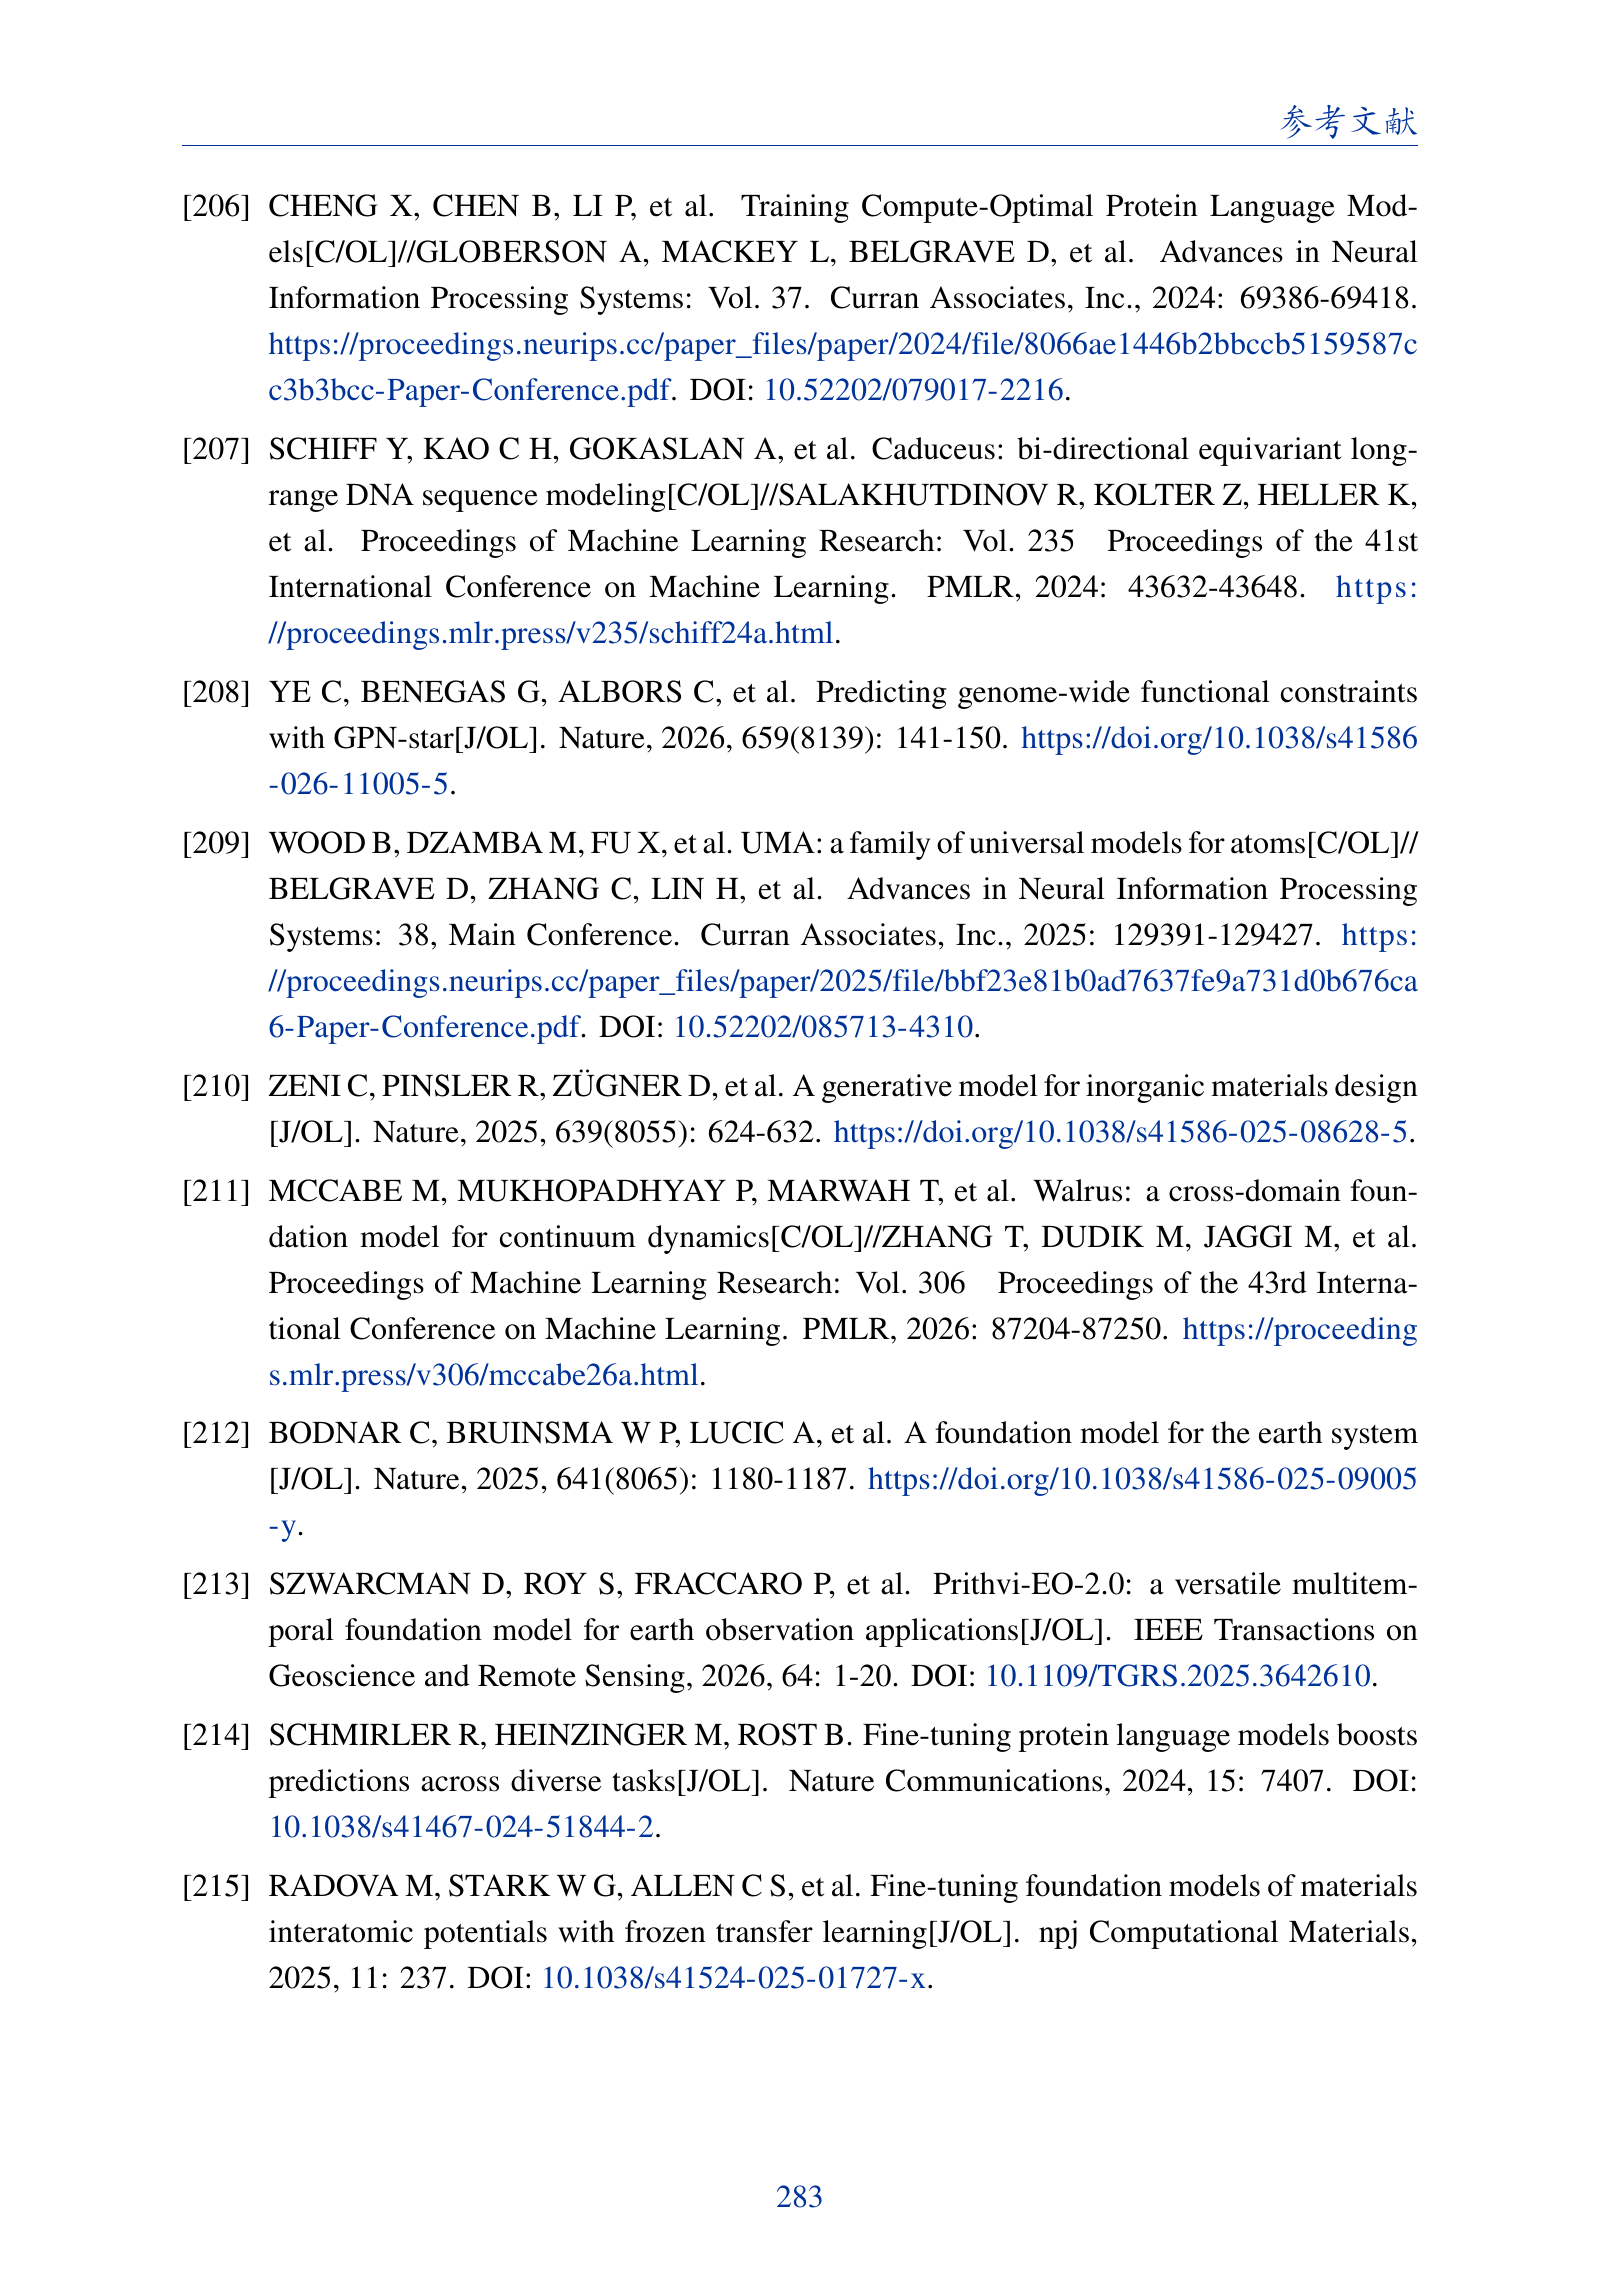 参考文献
[206] CHENG X, CHEN B, LI P, et al. Training Compute-Optimal Protein Language Mod-
els[C/OL]//GLOBERSON A, MACKEY L, BELGRAVE D, et al. Advances in Neural
Information Processing Systems: Vol. 37. Curran Associates, Inc., 2024: 69386-69418.
https://proceedings.neurips.cc/paper_files/paper/2024/file/8066ae1446b2bbccb5159587c
c3b3bcc-Paper-Conference.pdf. DOI: 10.52202/079017-2216.
[207] SCHIFF Y, KAO C H, GOKASLAN A, et al. Caduceus: bi-directional equivariant long-
range DNA sequence modeling[C/OL]//SALAKHUTDINOV R, KOLTER Z, HELLER K,
et al. Proceedings of Machine Learning Research: Vol. 235 Proceedings of the 41st
International Conference on Machine Learning. PMLR, 2024: 43632-43648. https:
//proceedings.mlr.press/v235/schiff24a.html.
[208] YE C, BENEGAS G, ALBORS C, et al. Predicting genome-wide functional constraints
with GPN-star[J/OL]. Nature, 2026, 659(8139): 141-150. https://doi.org/10.1038/s41586
-026-11005-5.
[209] WOOD B, DZAMBA M, FU X, et al. UMA: a family of universal models for atoms[C/OL]//
BELGRAVE D, ZHANG C, LIN H, et al. Advances in Neural Information Processing
Systems: 38, Main Conference. Curran Associates, Inc., 2025: 129391-129427. https:
//proceedings.neurips.cc/paper_files/paper/2025/file/bbf23e81b0ad7637fe9a731d0b676ca
6-Paper-Conference.pdf. DOI: 10.52202/085713-4310.
[210] ZENI C, PINSLER R, ZÜGNER D, et al. A generative model for inorganic materials design
[J/OL]. Nature, 2025, 639(8055): 624-632. https://doi.org/10.1038/s41586-025-08628-5.
[211] MCCABE M, MUKHOPADHYAY P, MARWAH T, et al. Walrus: a cross-domain foun-
dation model for continuum dynamics[C/OL]//ZHANG T, DUDIK M, JAGGI M, et al.
Proceedings of Machine Learning Research: Vol. 306 Proceedings of the 43rd Interna-
tional Conference on Machine Learning. PMLR, 2026: 87204-87250. https://proceeding
s.mlr.press/v306/mccabe26a.html.
[212] BODNAR C, BRUINSMA W P, LUCIC A, et al. A foundation model for the earth system
[J/OL]. Nature, 2025, 641(8065): 1180-1187. https://doi.org/10.1038/s41586-025-09005
-y.
[213] SZWARCMAN D, ROY S, FRACCARO P, et al. Prithvi-EO-2.0: a versatile multitem-
poral foundation model for earth observation applications[J/OL]. IEEE Transactions on
Geoscience and Remote Sensing, 2026, 64: 1-20. DOI: 10.1109/TGRS.2025.3642610.
[214] SCHMIRLER R, HEINZINGER M, ROST B. Fine-tuning protein language models boosts
predictions across diverse tasks[J/OL]. Nature Communications, 2024, 15: 7407. DOI:
10.1038/s41467-024-51844-2.
[215] RADOVA M, STARK W G, ALLEN C S, et al. Fine-tuning foundation models of materials
interatomic potentials with frozen transfer learning[J/OL]. npj Computational Materials,
2025, 11: 237. DOI: 10.1038/s41524-025-01727-x.
283